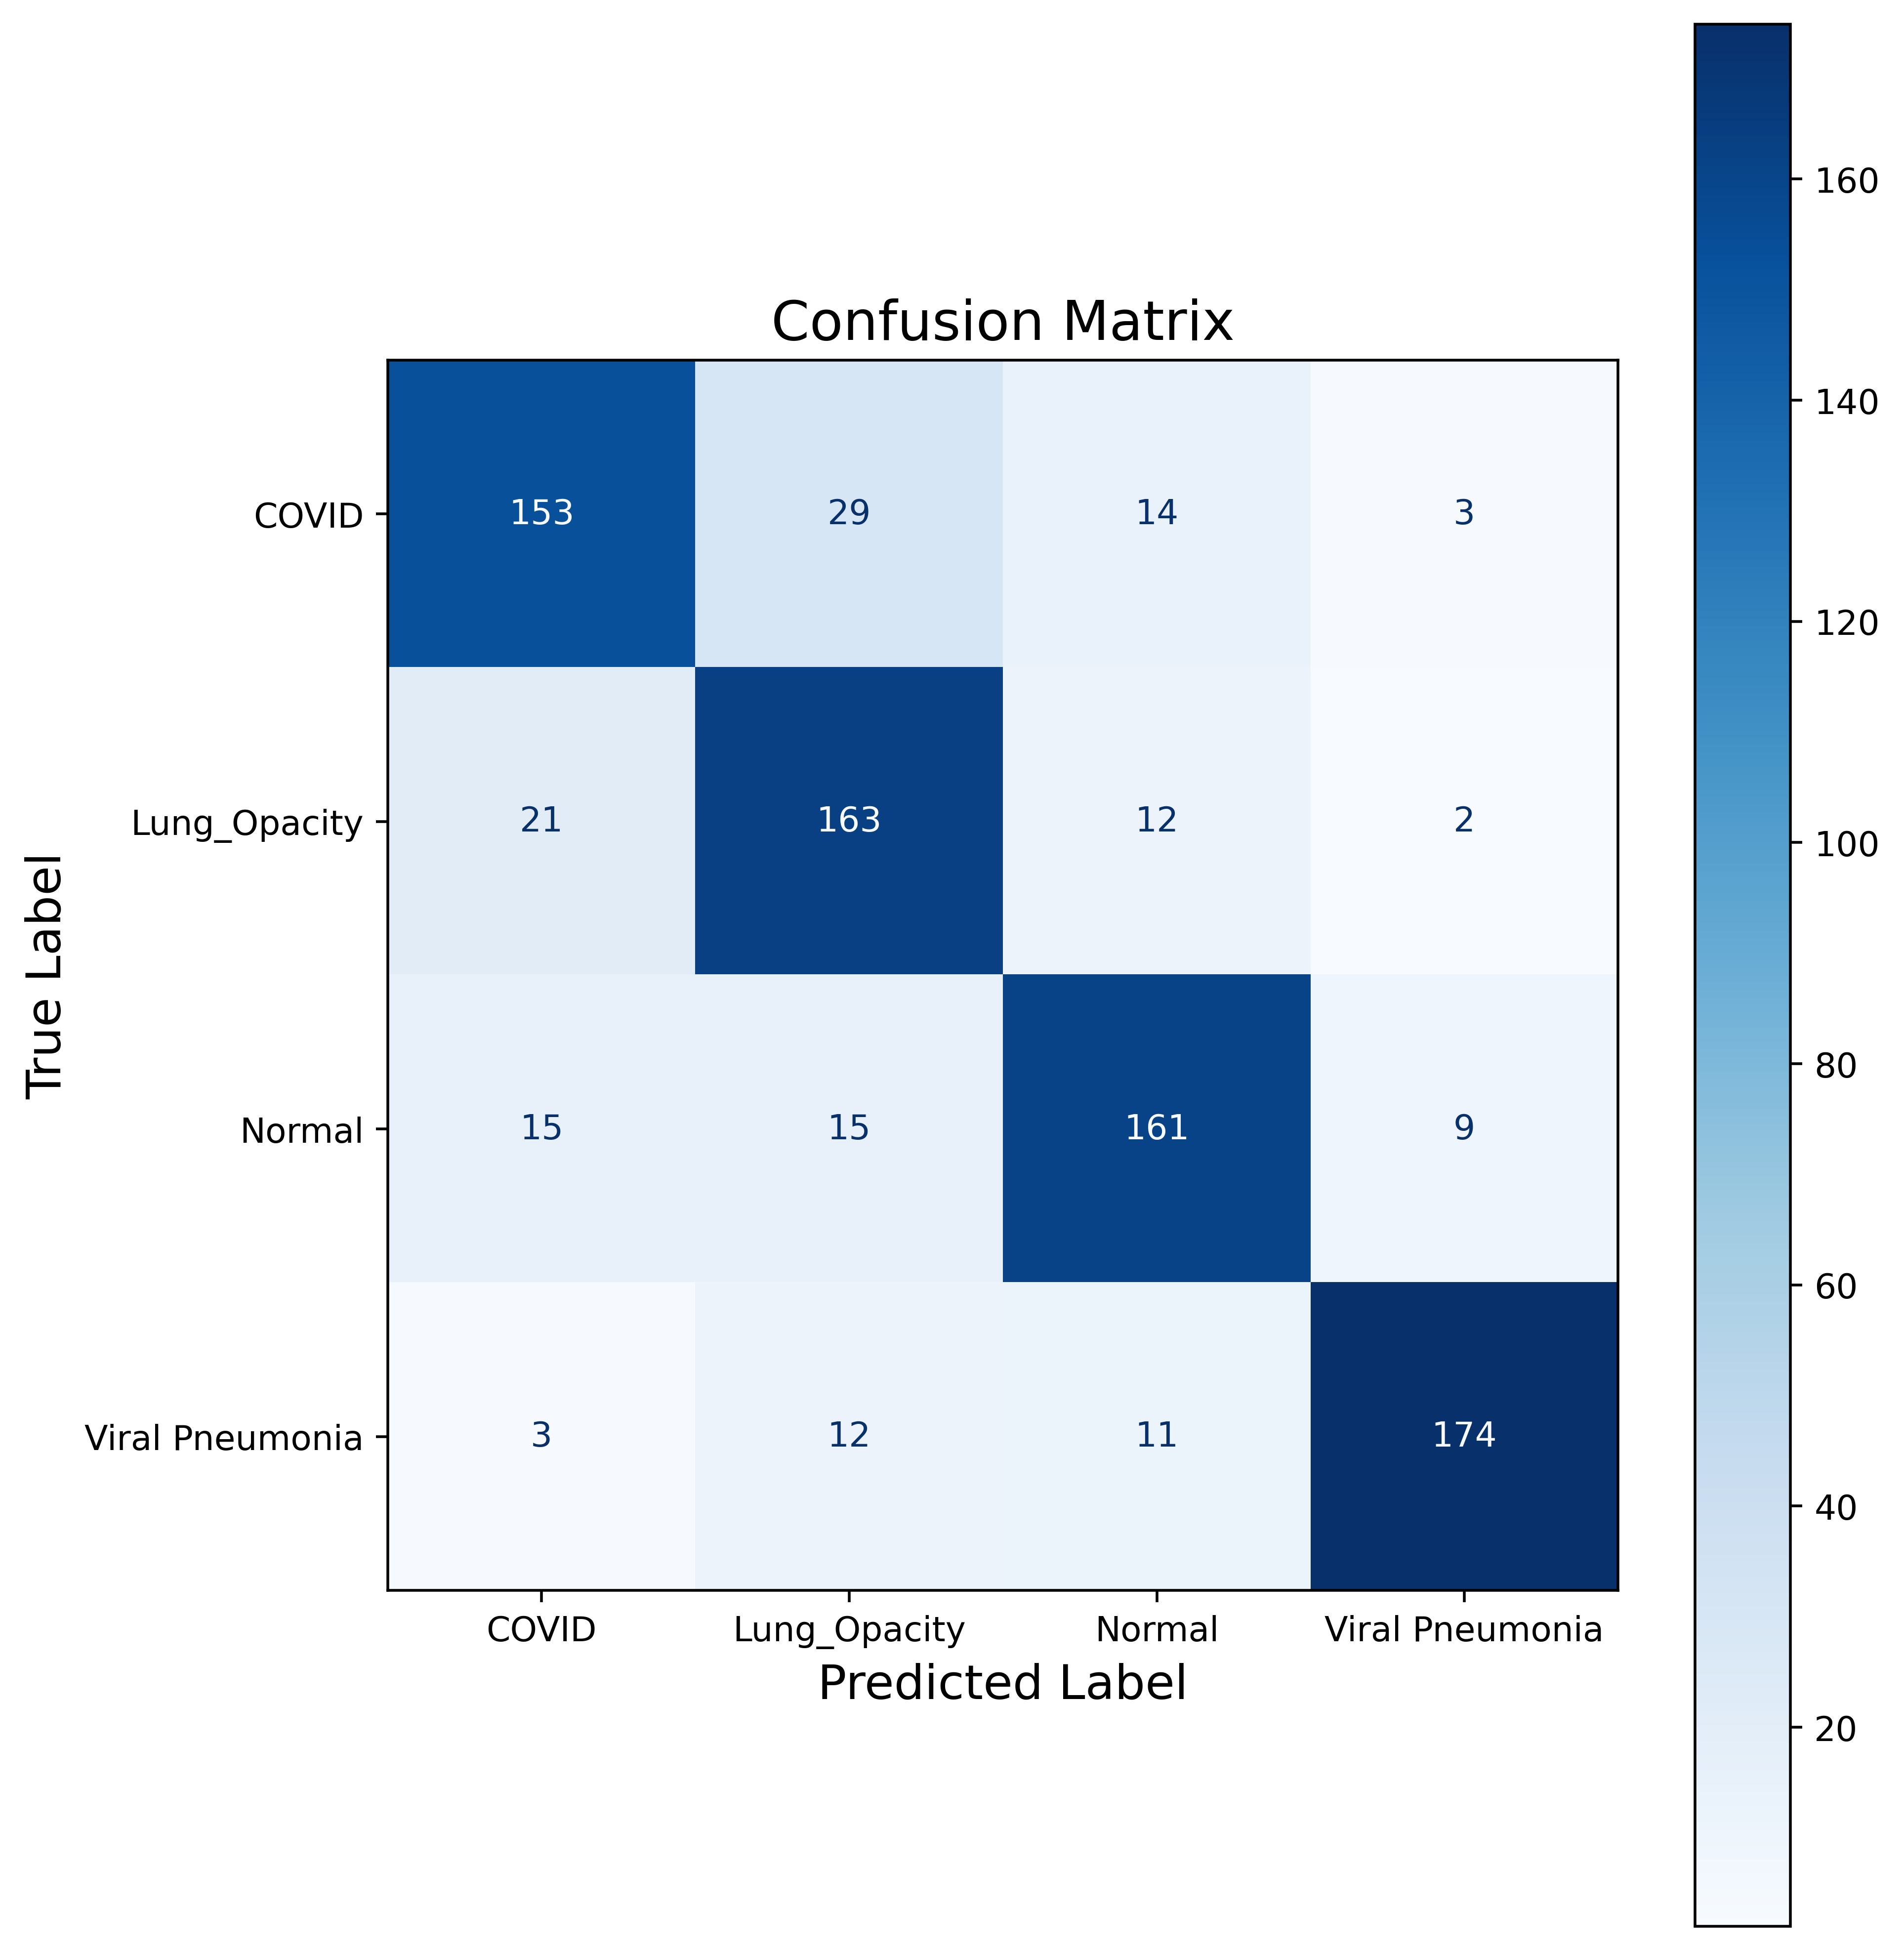 Confusion Matrix
True Label
COVID 153 29 14 3
Lung_Opacity 21 163 12 2
Normal 15 15 161 9
Viral Pneumonia 3 12 11 174
COVID Lung_Opacity Normal Viral Pneumonia
Predicted Label
160
140
120
100
80
60
40
20